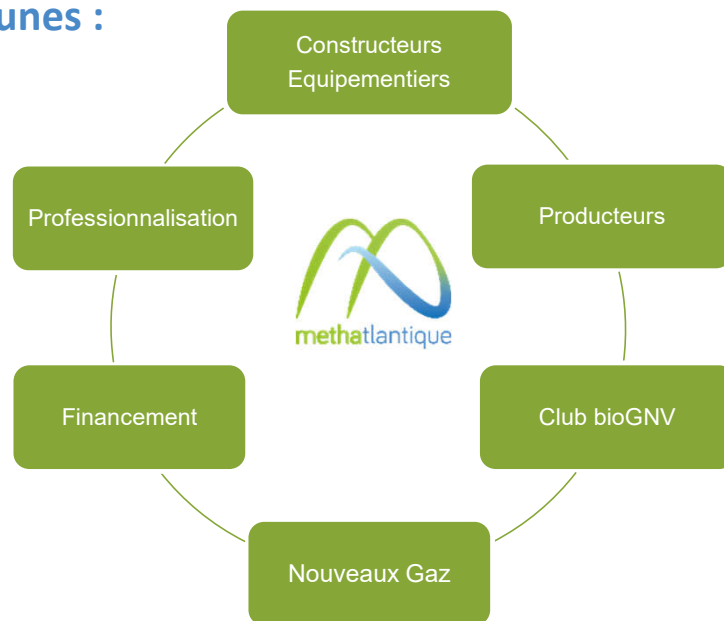 unes :
Constructeurs
Equipementiers
Professionnalisation
Producteurs
methatlantique
Financement
Club bioGNV
Nouveaux Gaz